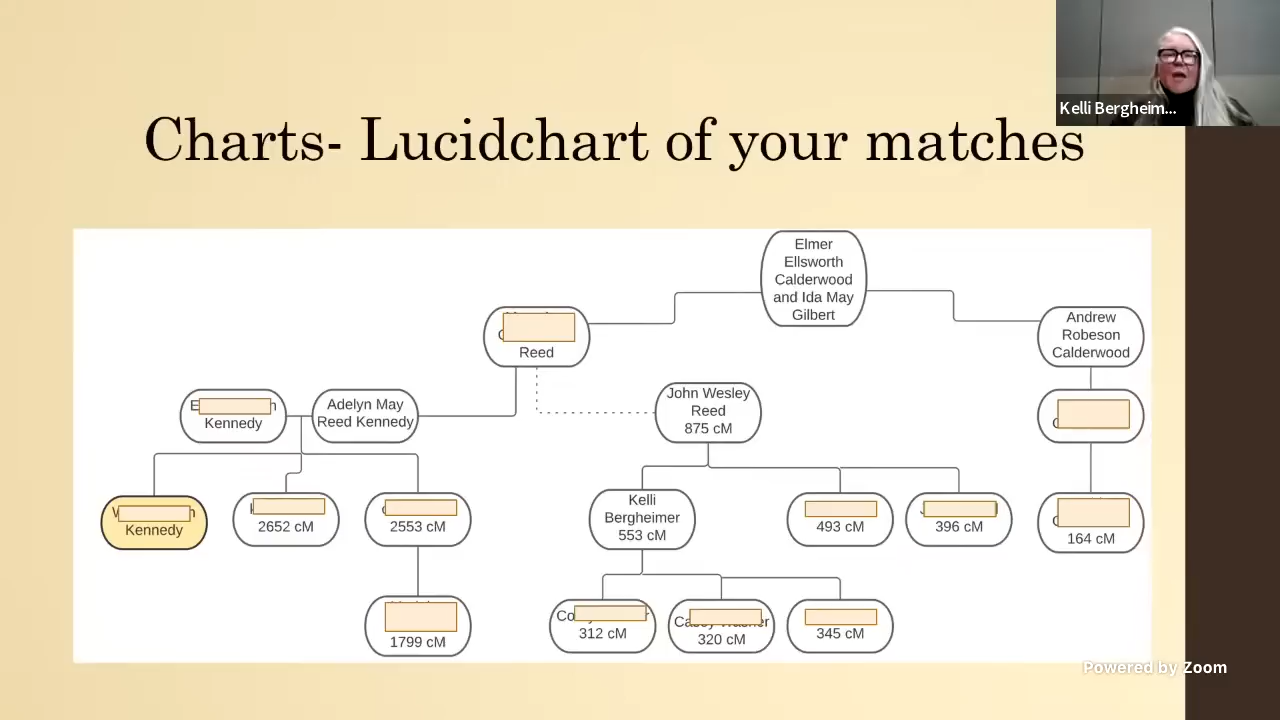 Kelli Bergheim...
Charts- Lucidchart of your matches
Elmer
Ellsworth
Calderwood
and Ida May
Gilbert
Reed
Andrew
Robeson
Calderwood
Kennedy
Adelyn May
Reed Kennedy
John Wesley
Reed
875 cM
Kennedy
2652 cM
2553 cM
Kelli
Bergheimer
553 cM
493 cM
396 cM
164 cM
1799 cM
312 cM
320 cM
345 cM
Powered by Zoom